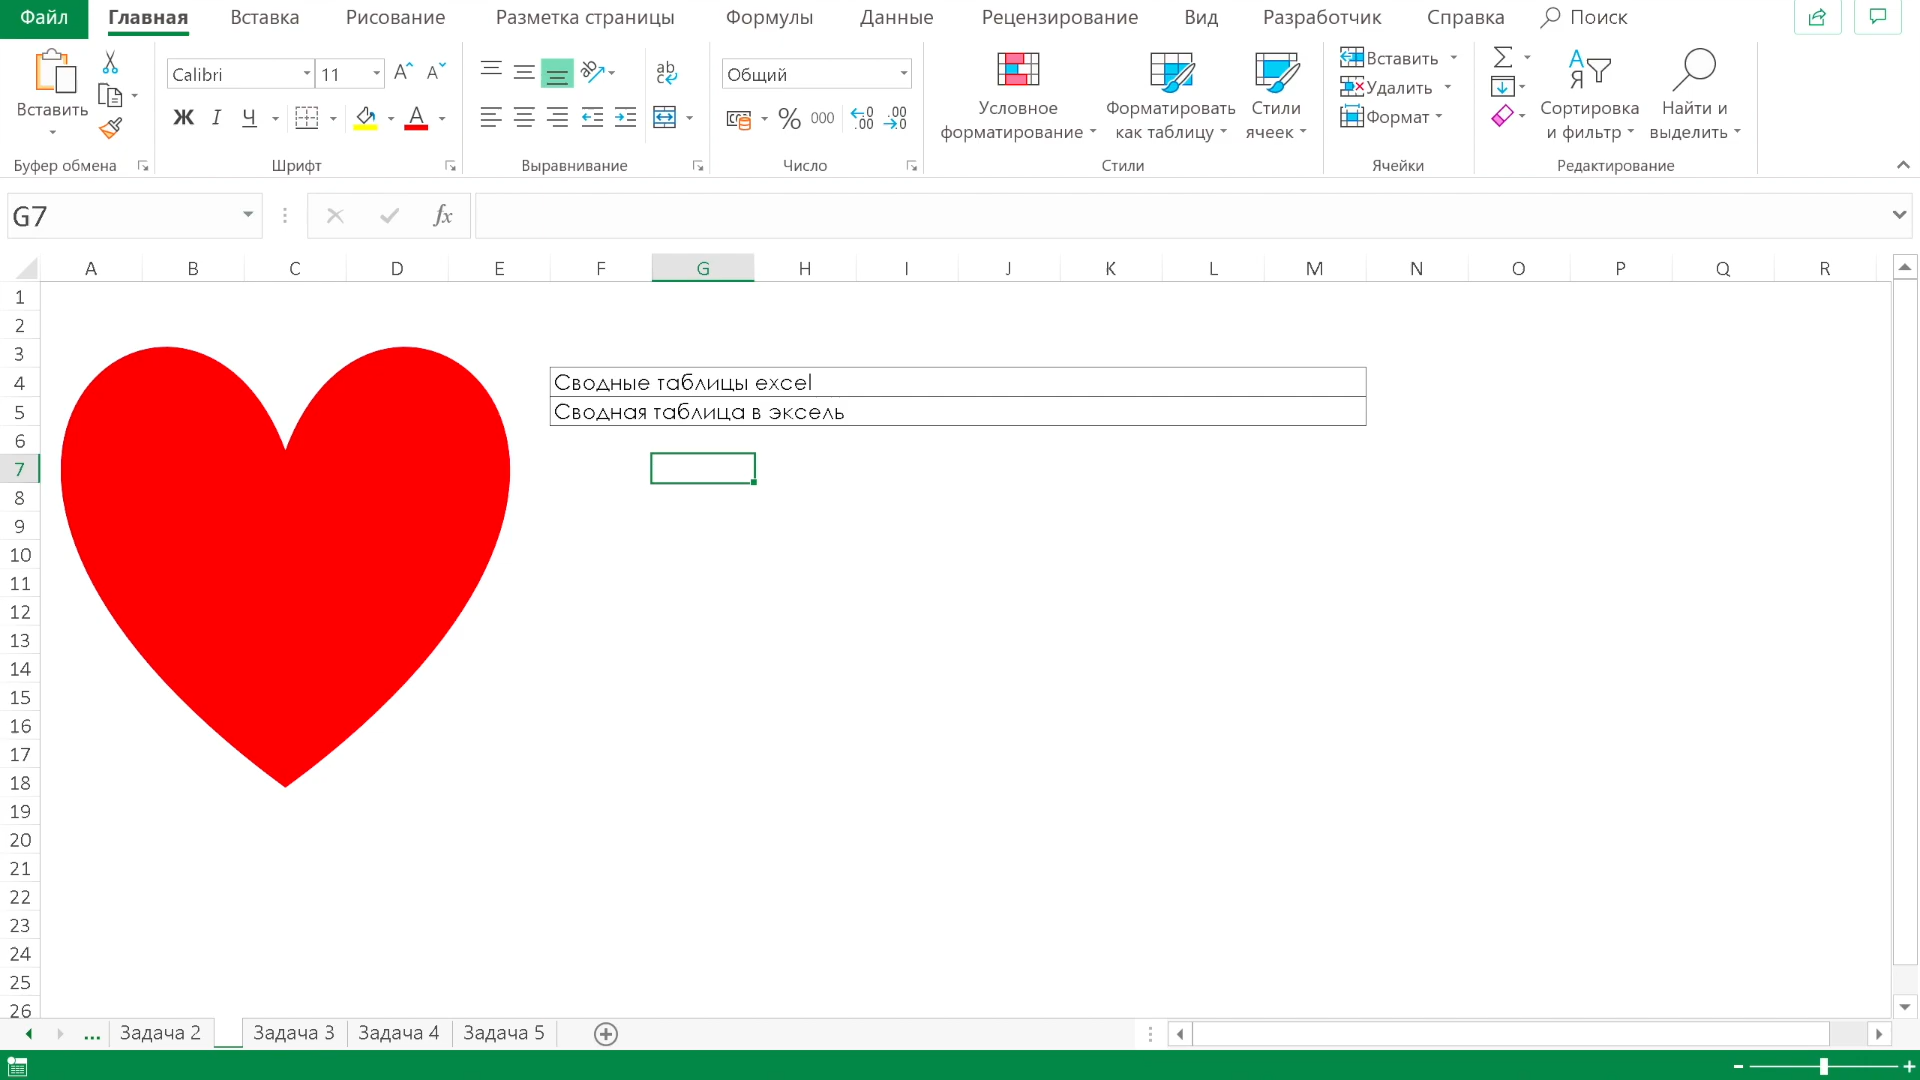 Файл Главная Вставка Рисование Разметка страницы Формулы Данные Рецензирование Вид Разработчик Справка Поиск
Calibri 11 Общий
Вставить
Ж И Ч 000
Условное форматирование
Форматировать как таблицу
Стили ячеек
Вставить
Удалить
Формат
Сортировка и фильтр
Найти и выделить
Буфер обмена Шрифт Выравнивание Число Стили Ячейки Редактирование
G7 fx
A B C D E F G H I J K L M N O P Q R
1
2
3
4 Сводные таблицы excel
5 Сводная таблица в эксель
6
7
8
9
10
11
12
13
14
15
16
17
18
19
20
21
22
23
24
25
26
... Задача 2 Задача 3 Задача 4 Задача 5